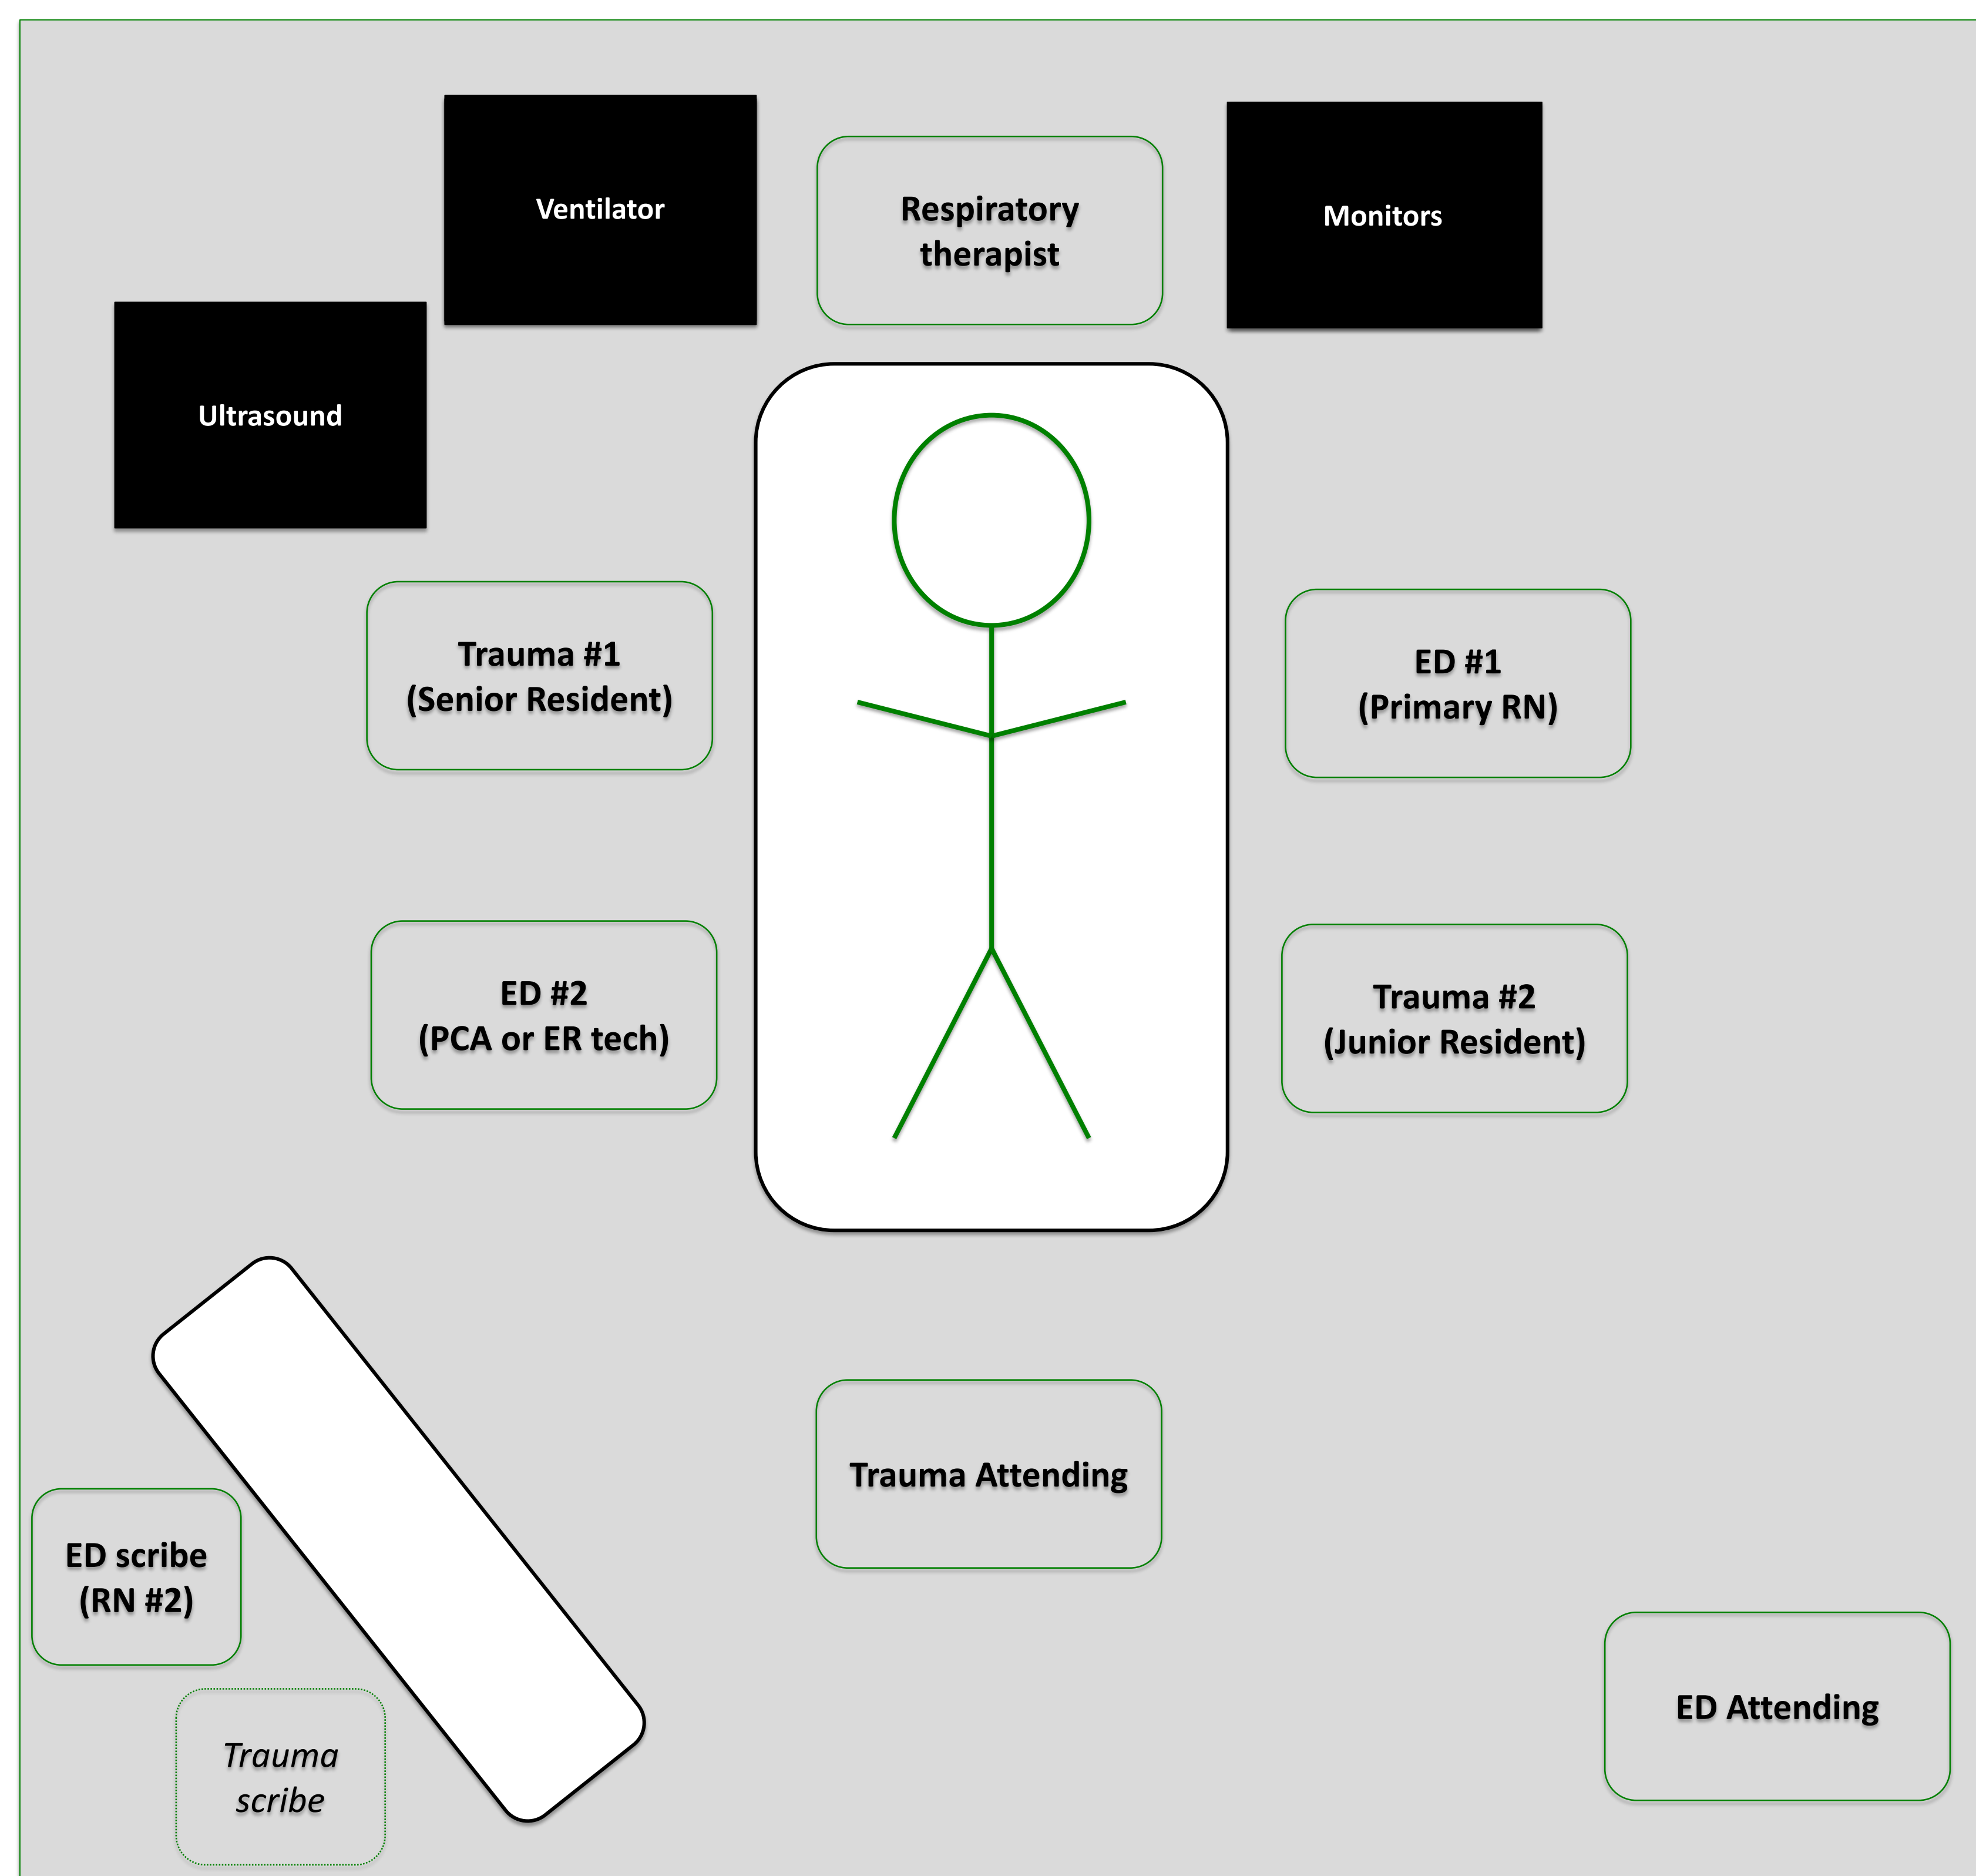 Ventilator
Respiratory
therapist
Monitors
Ultrasound
Trauma #1
(Senior Resident)
ED #1
(Primary RN)
ED #2
(PCA or ER tech)
Trauma #2
(Junior Resident)
Trauma Attending
ED scribe
(RN #2)
ED Attending
Trauma
scribe